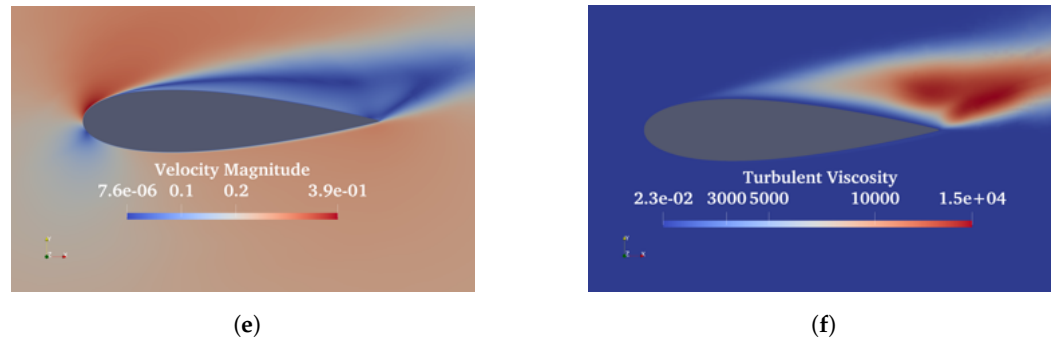 Velocity Magnitude
7.6e-06 0.1 0.2 3.9e-01
Turbulent Viscosity
2.3e-02 3000 5000 10000 1.5e+04
(e) (f)